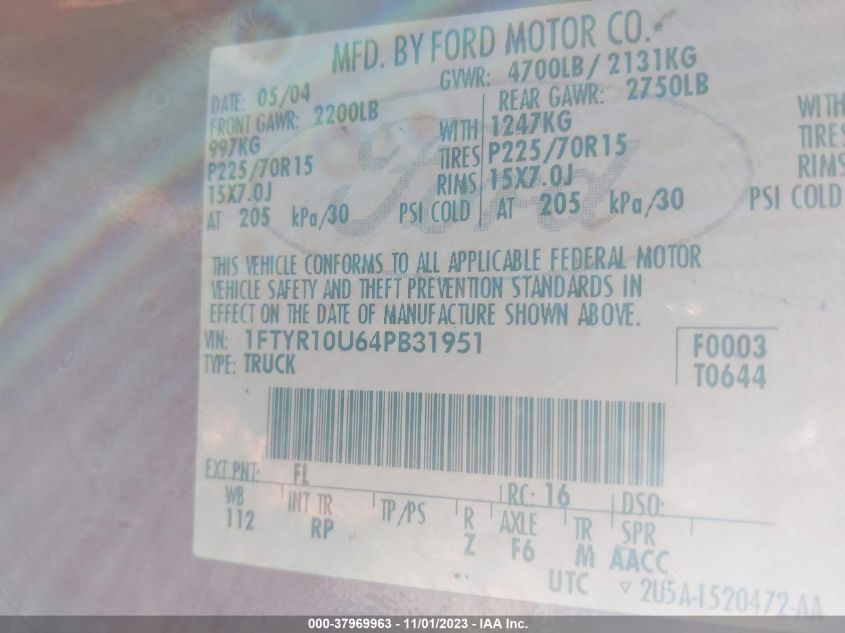 MFD. BY FORD MOTOR CO.
DATE: 05/04 GVWR: 4700LB/ 2131KG
FRONT GAWR: 2200LB REAR GAWR: 2750LB
997KG WITH 1247KG WITH
P225/70R15 TIRES P225/70R15 TIRES
15X7.0J RIMS 15X7.0J RIMS
AT 205 kPa/30 PSI COLD AT 205 kPa/30 PSI COLD
Ford
THIS VEHICLE CONFORMS TO ALL APPLICABLE FEDERAL MOTOR
VEHICLE SAFETY AND THEFT PREVENTION STANDARDS IN
EFFECT ON THE DATE OF MANUFACTURE SHOWN ABOVE.
VIN: 1FTYR10U64PB31951 F0003
TYPE: TRUCK T0644
EXT PNT: FL RC: 16 DSO:
WB INT TR TP/PS R AXLE TR SPR
112 RP Z F6 M AACC
UTC ▽ 2U5A-1520472-AA
000-37969963 - 11/01/2023 - IAA Inc.